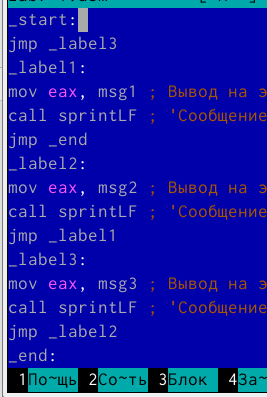 _start:
jmp _label3
_label1:
mov eax, msg1 ; Вывод на э
call sprintLF ; 'Сообщение
jmp _end
_label2:
mov eax, msg2 ; Вывод на э
call sprintLF ; 'Сообщение
jmp _label1
_label3:
mov eax, msg3 ; Вывод на э
call sprintLF ; 'Сообщение
jmp _label2
_end:
1По~щь 2Со~ть 3Блок 4За~